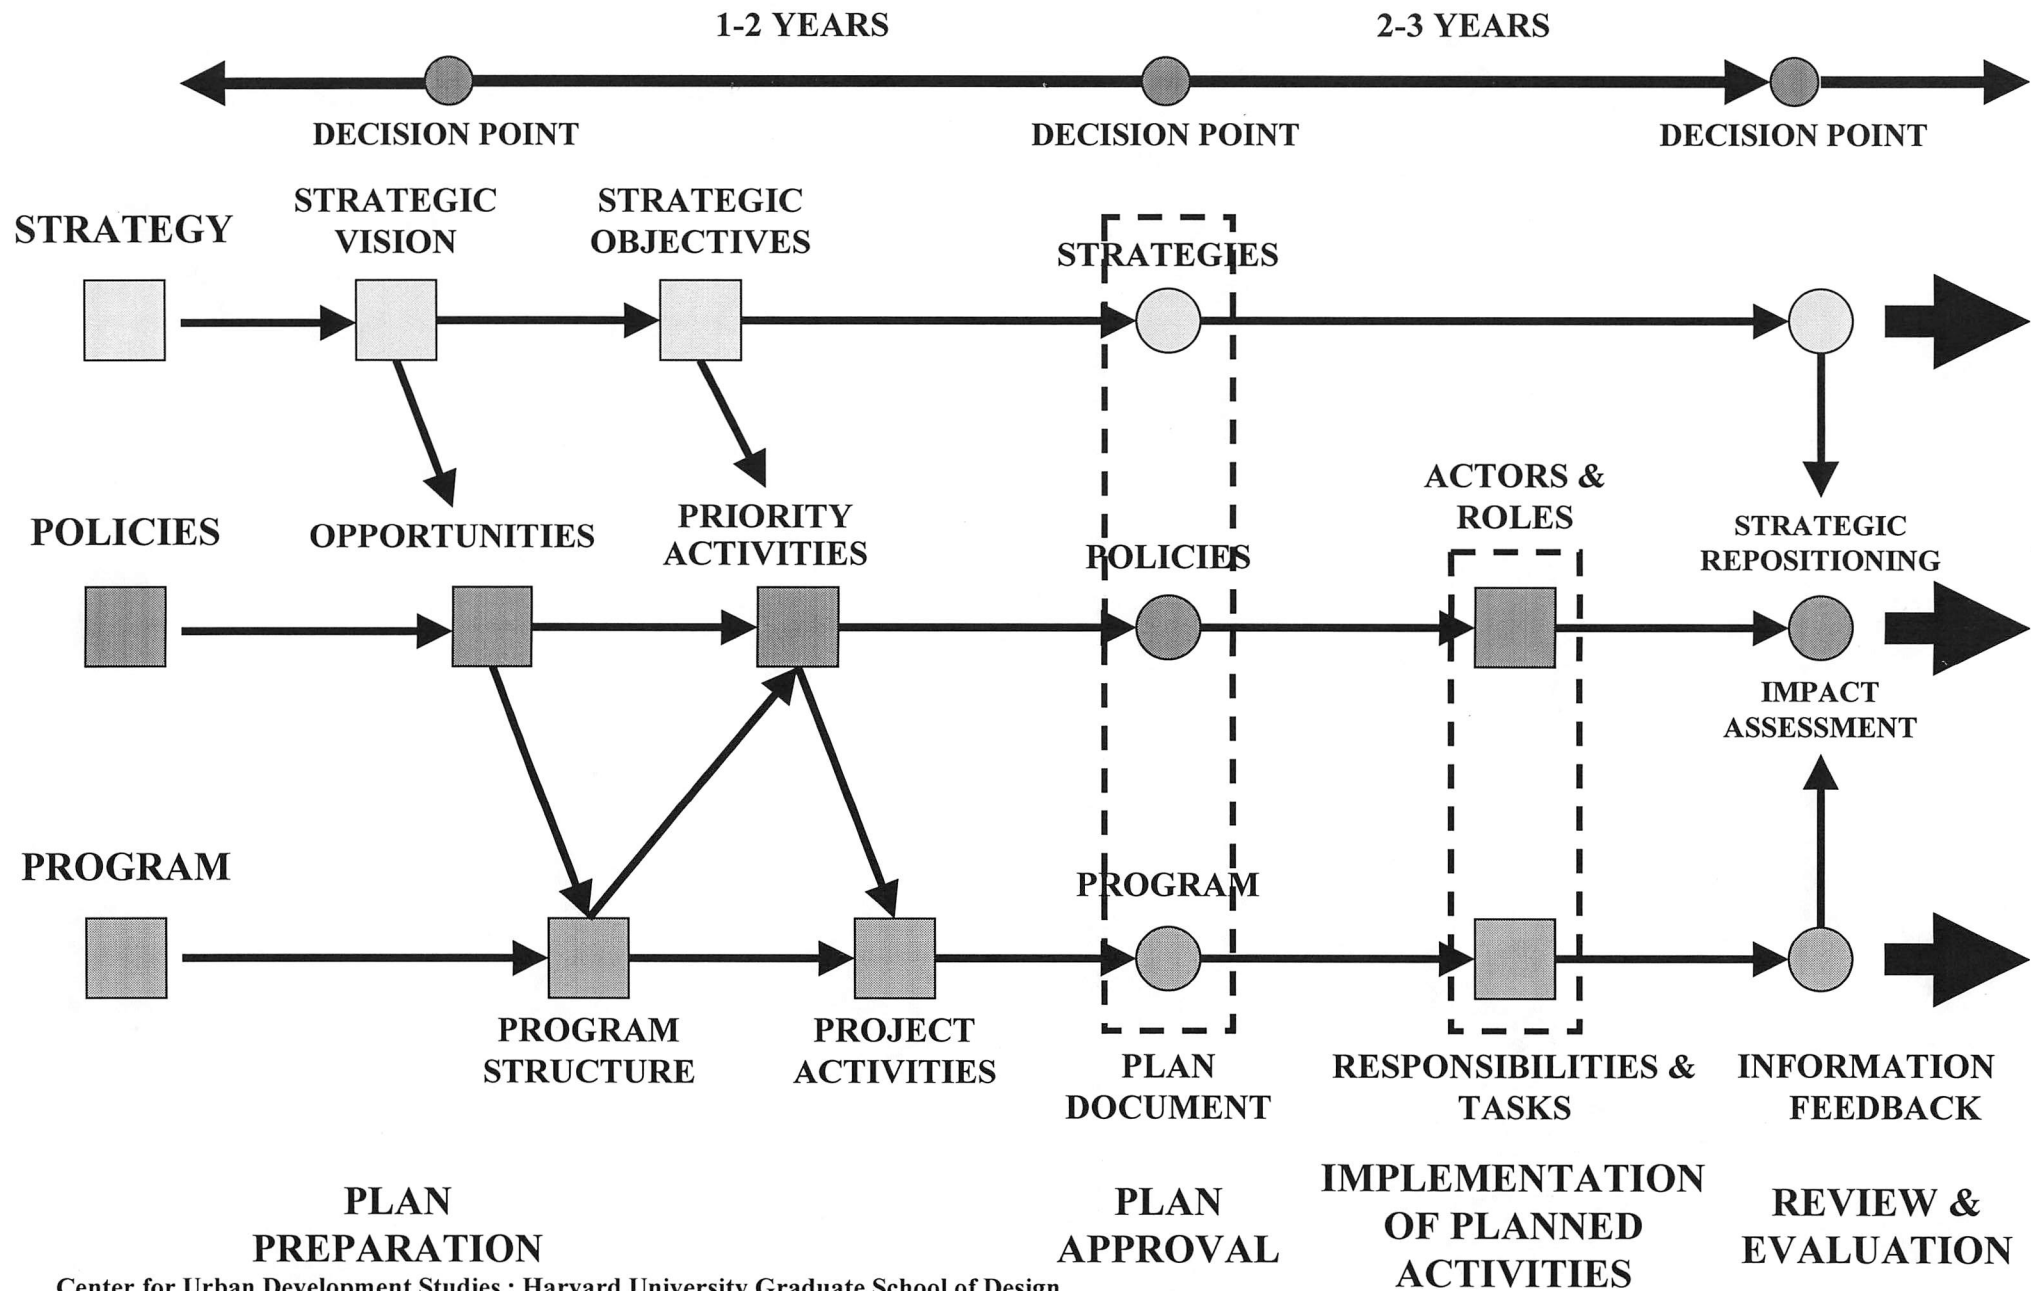 1-2 YEARS
2-3 YEARS
DECISION POINT
DECISION POINT
DECISION POINT
STRATEGY
STRATEGIC
VISION
STRATEGIC
OBJECTIVES
STRATEGIES
POLICIES
OPPORTUNITIES
PRIORITY
ACTIVITIES
POLICIES
ACTORS &
ROLES
STRATEGIC
REPOSITIONING
IMPACT
ASSESSMENT
PROGRAM
PROGRAM
PROGRAM
STRUCTURE
PROJECT
ACTIVITIES
PLAN
DOCUMENT
RESPONSIBILITIES &
TASKS
INFORMATION
FEEDBACK
PLAN
PREPARATION
PLAN
APPROVAL
IMPLEMENTATION
OF PLANNED
ACTIVITIES
REVIEW &
EVALUATION
Center for Urban Development Studies : Harvard University Graduate School of Design